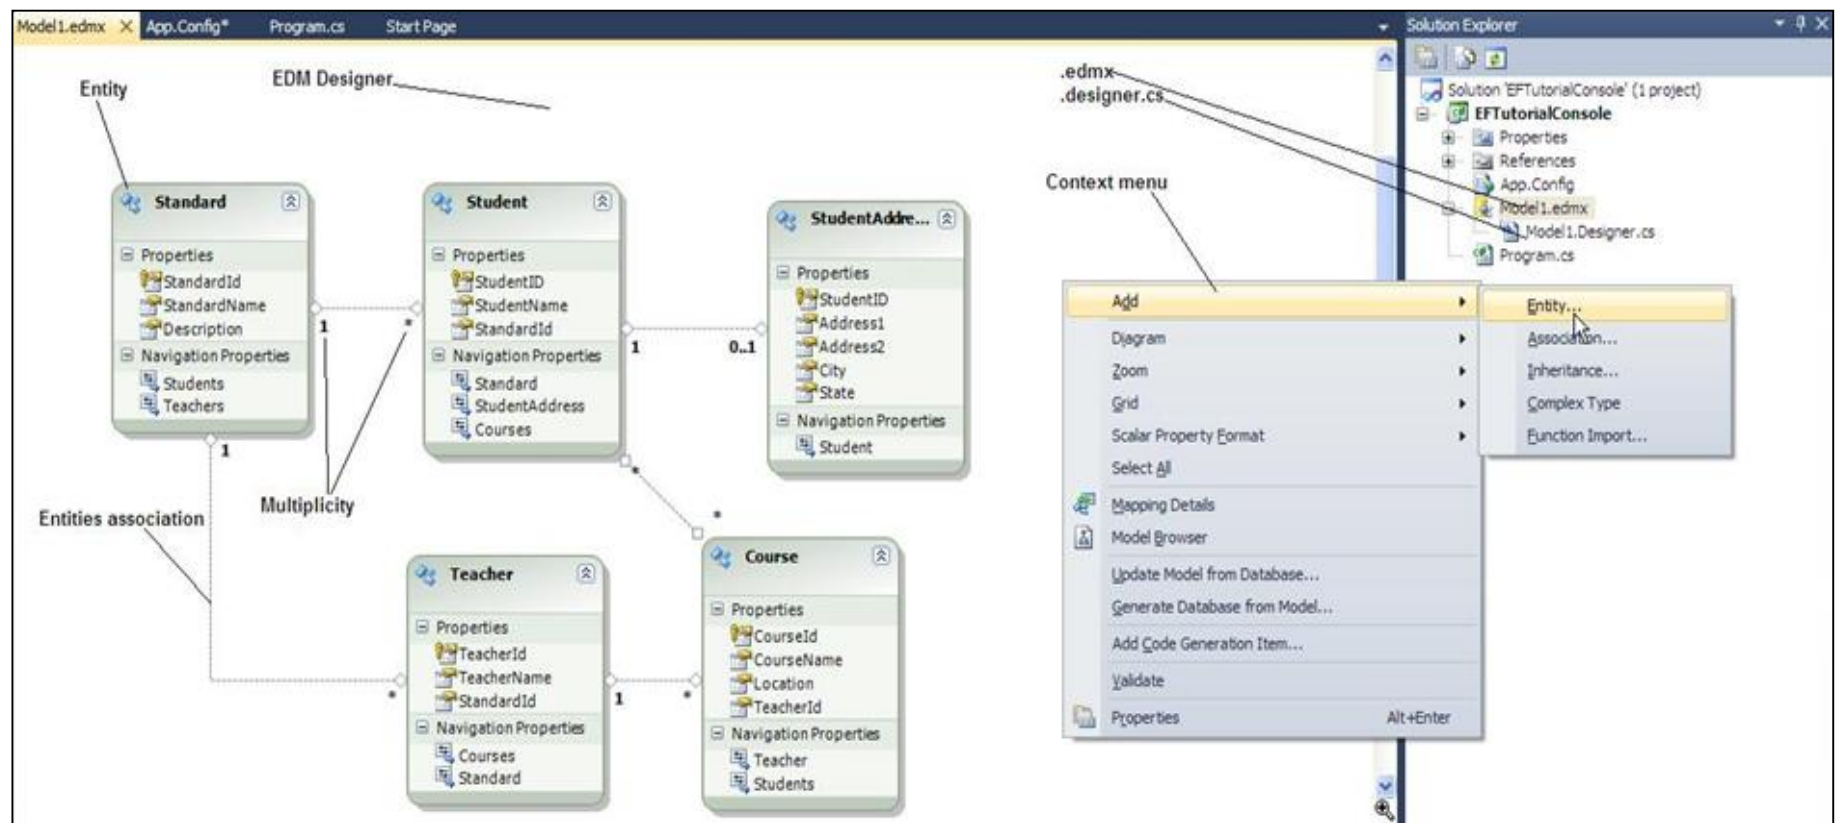 Model1.edmx
App.Config*
Program.cs
Start Page
Entity
EDM Designer
Standard
Properties
StandardId
StandardName
Description
Navigation Properties
Students
Teachers
1
*
1
Student
Properties
StudentID
StudentName
StandardId
Navigation Properties
Standard
StudentAddress
Courses
1
0..1
*
*
StudentAddre...
Properties
StudentID
Address1
Address2
City
State
Navigation Properties
Student
Multiplicity
Entities association
Teacher
Properties
TeacherId
TeacherName
StandardId
Navigation Properties
Courses
Standard
*
1
*
Course
Properties
CourseId
CourseName
Location
TeacherId
Navigation Properties
Teacher
Students
.edmx
.designer.cs
Context menu
Add
Diagram
Zoom
Grid
Scalar Property Format
Select All
Mapping Details
Model Browser
Update Model from Database...
Generate Database from Model...
Add Code Generation Item...
Validate
Properties Alt+Enter
Entity...
Association...
Inheritance...
Complex Type
Function Import...
Solution Explorer
Solution 'EFTutorialConsole' (1 project)
EFTutorialConsole
Properties
References
App.Config
Model1.edmx
Model1.Designer.cs
Program.cs